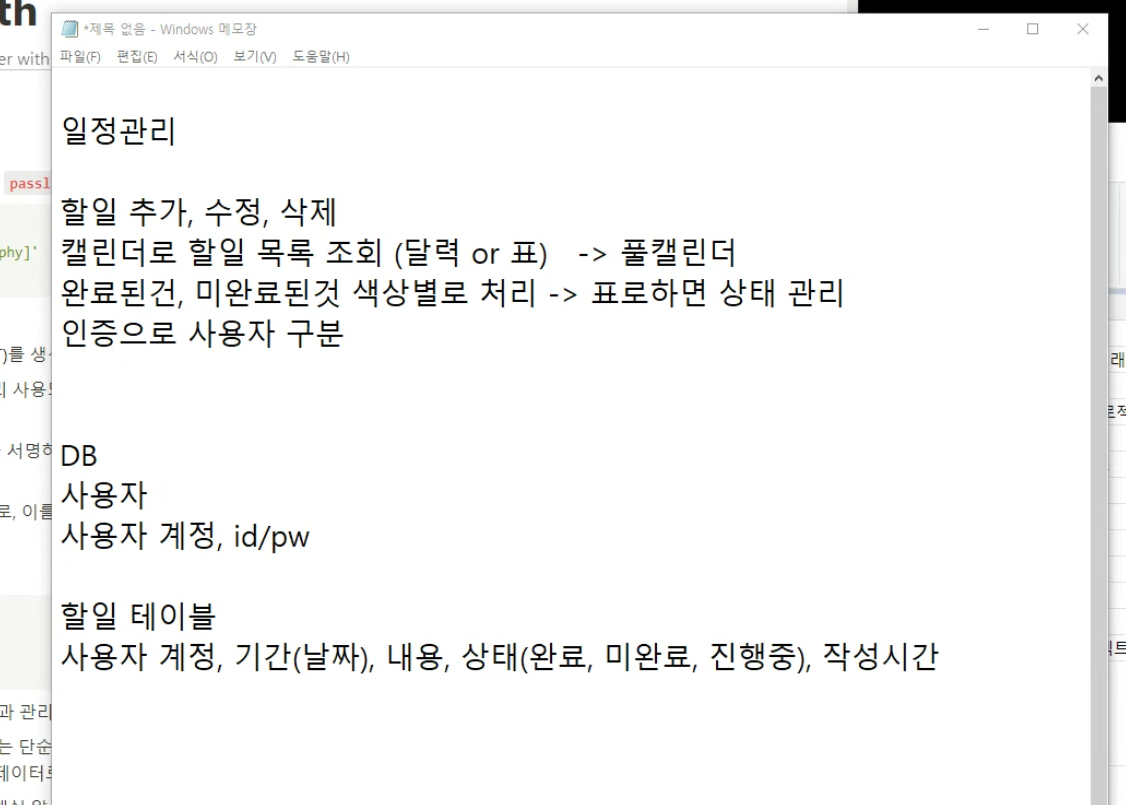 th
*제목 없음 - Windows 메모장
er with
파일(F) 편집(E) 서식(O) 보기(V) 도움말(H)
일정관리
passl
할일 추가, 수정, 삭제
phy]'
캘린더로 할일 목록 조회 (달력 or 표) -> 풀캘린더
완료된건, 미완료된것 색상별로 처리 -> 표로하면 상태 관리
인증으로 사용자 구분
)를 생
래
리 사용
로적
서명하
DB
사용자
로, 이를
사용자 계정, id/pw
할일 테이블
사용자 계정, 기간(날짜), 내용, 상태(완료, 미완료, 진행중), 작성시간
과 관리
는 단순
데이터로